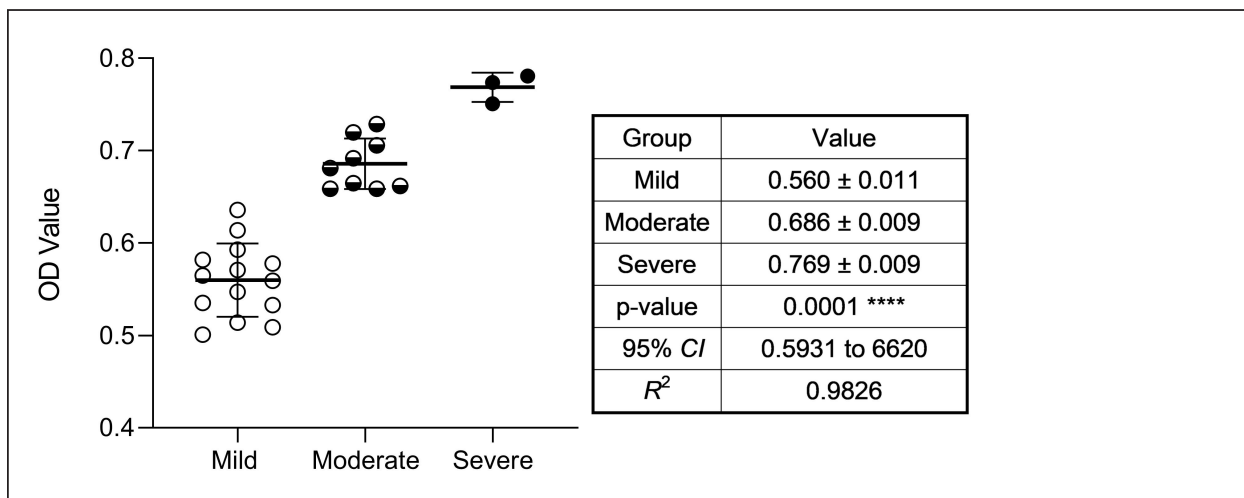 0.8
0.7
0.6
0.5
0.4
OD Value
Mild
Moderate
Severe
Group Value
Mild 0.560 ± 0.011
Moderate 0.686 ± 0.009
Severe 0.769 ± 0.009
p-value 0.0001 ****
95% CI 0.5931 to 6620
R² 0.9826